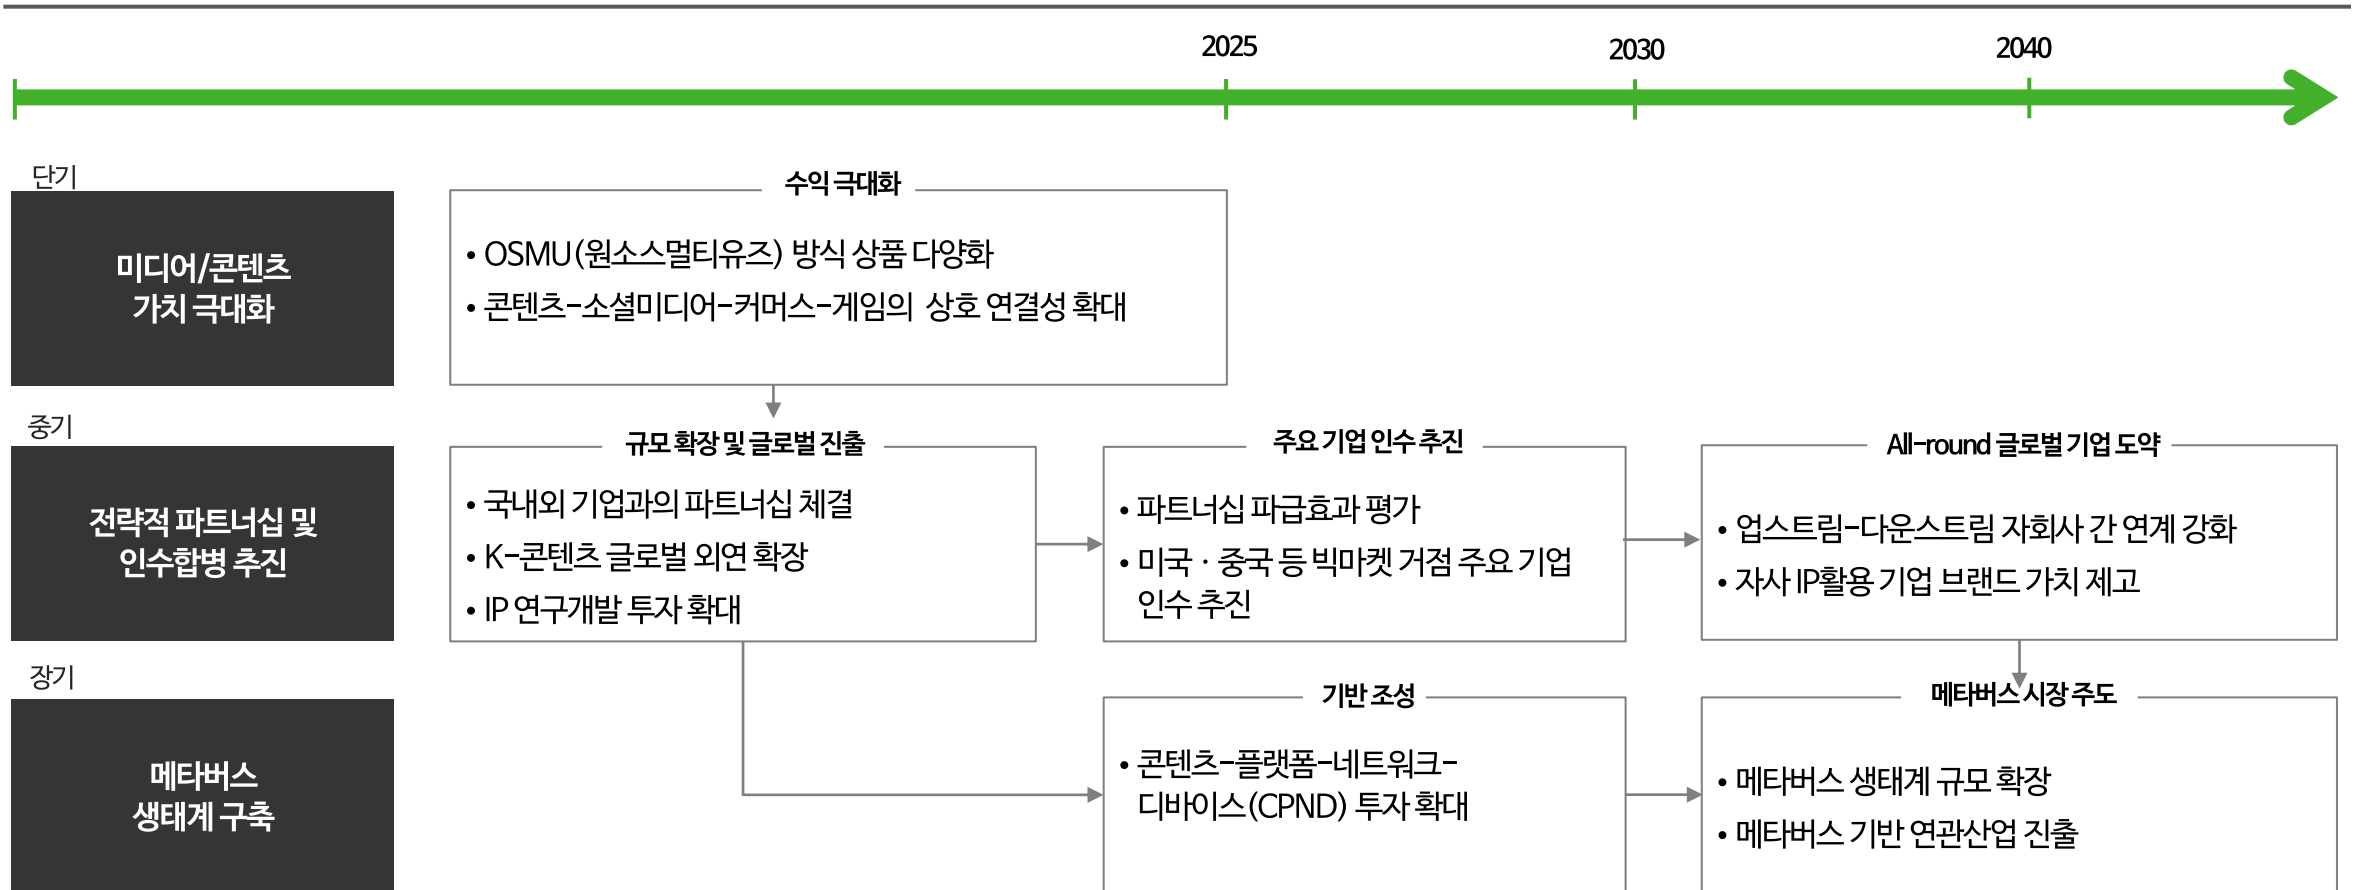 2025
2030
2040
단기
미디어/콘텐츠
가치 극대화
수익 극대화
• OSMU(원소스멀티유즈) 방식 상품 다양화
• 콘텐츠-소셜미디어-커머스-게임의 상호 연결성 확대
중기
전략적 파트너십 및
인수합병 추진
규모 확장 및 글로벌 진출
• 국내외 기업과의 파트너십 체결
• K-콘텐츠 글로벌 외연 확장
• IP 연구개발 투자 확대
주요 기업 인수 추진
• 파트너십 파급효과 평가
• 미국 · 중국 등 빅마켓 거점 주요 기업
인수 추진
All-round 글로벌 기업 도약
• 업스트림-다운스트림 자회사 간 연계 강화
• 자사 IP활용 기업 브랜드 가치 제고
장기
메타버스
생태계 구축
기반 조성
• 콘텐츠-플랫폼-네트워크-
디바이스(CPND) 투자 확대
메타버스 시장 주도
• 메타버스 생태계 규모 확장
• 메타버스 기반 연관산업 진출